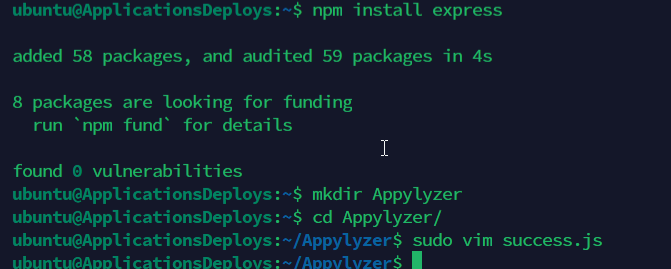 ubuntu@ApplicationsDeploys:~$ npm install express
added 58 packages, and audited 59 packages in 4s
8 packages are looking for funding
  run `npm fund` for details
found 0 vulnerabilities
ubuntu@ApplicationsDeploys:~$ mkdir Appylyzer
ubuntu@ApplicationsDeploys:~$ cd Appylyzer/
ubuntu@ApplicationsDeploys:~/Appylyzer$ sudo vim success.js
ubuntu@ApplicationsDeploys:~/Appylyzer$